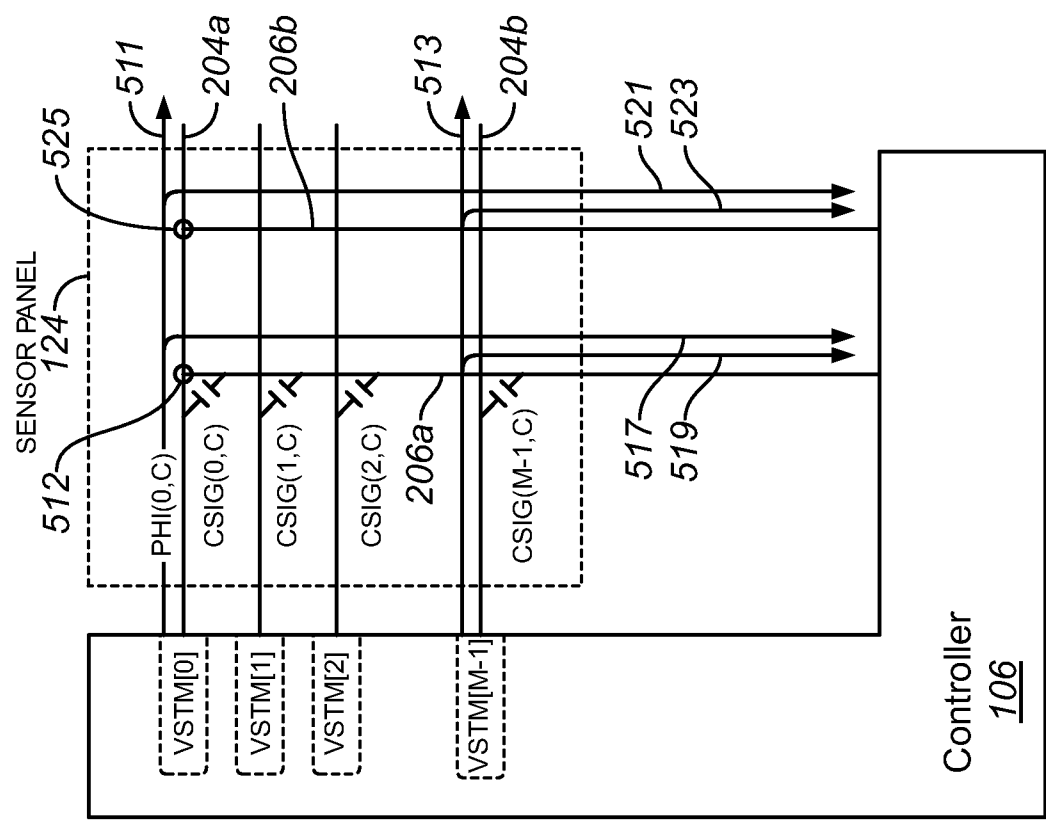 SENSOR PANEL
124
512
525
511
204a
206b
513
204b
521
523
PHI(0,C)
CSIG(0,C)
CSIG(1,C)
CSIG(2,C)
206a
CSIG(M-1,C)
517
519
VSTM[0]
VSTM[1]
VSTM[2]
VSTM[M-1]
Controller
106